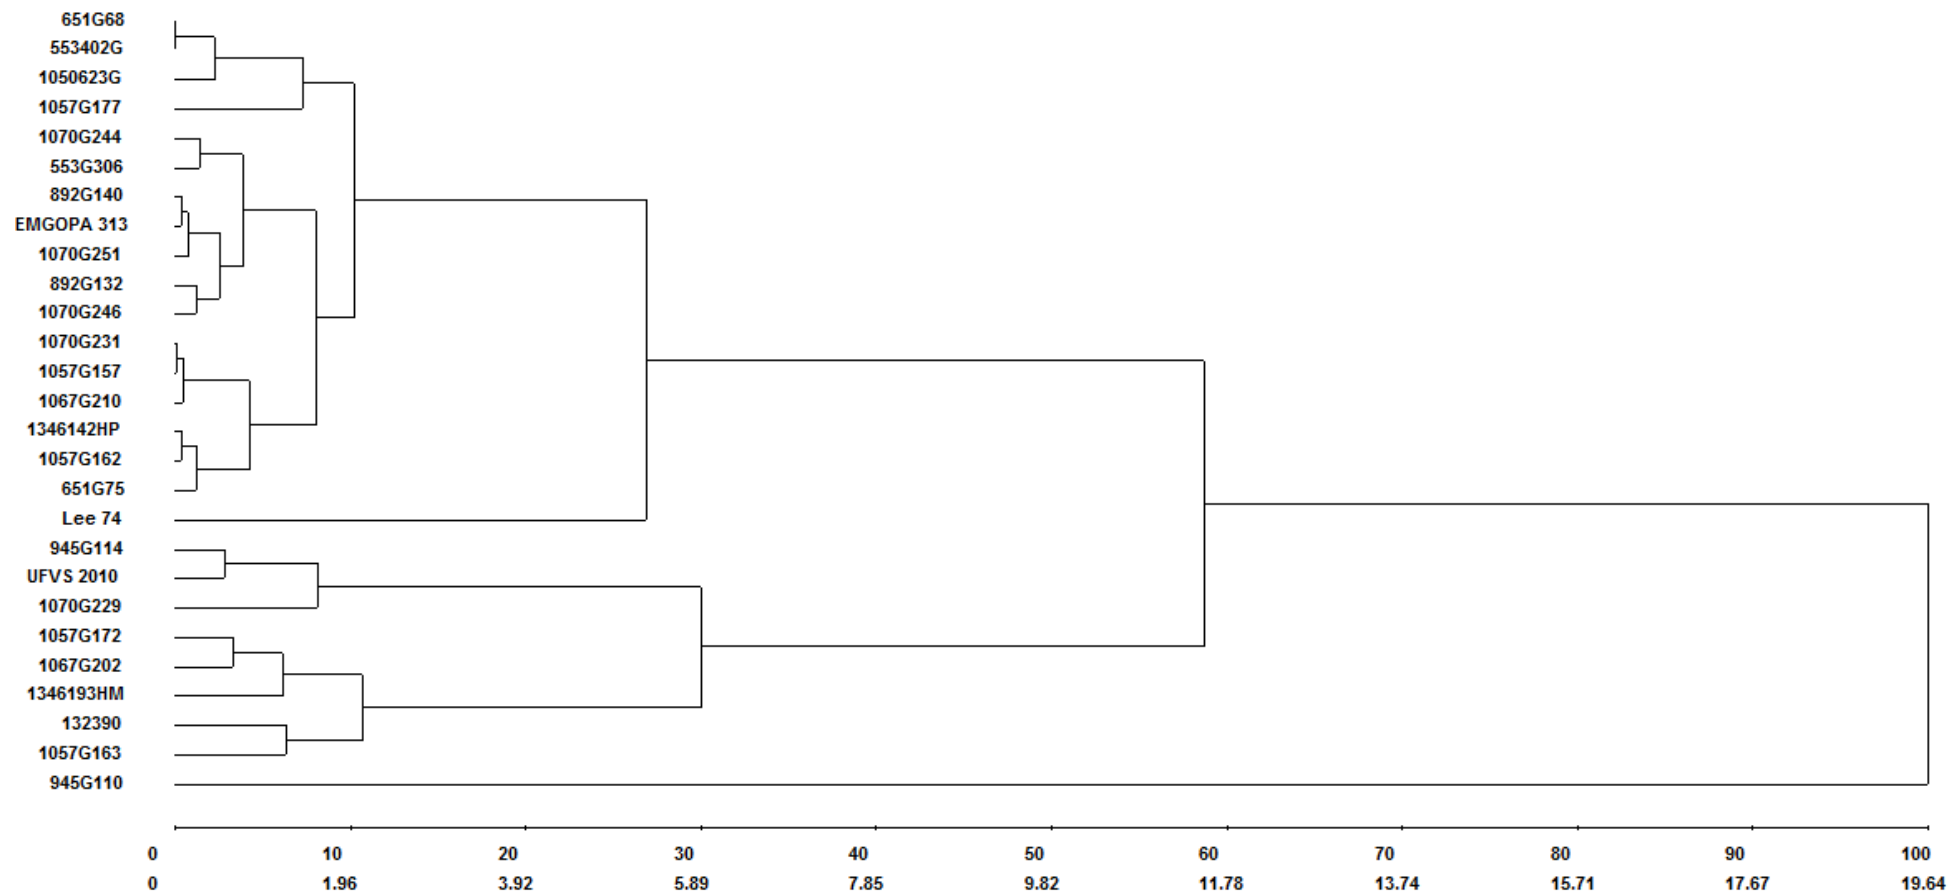 651G68
553402G
1050623G
1057G177
1070G244
553G306
892G140
EMGOPA 313
1070G251
892G132
1070G246
1070G231
1057G157
1067G210
1346142HP
1057G162
651G75
Lee 74
945G114
UFVS 2010
1070G229
1057G172
1067G202
1346193HM
132390
1057G163
945G110
0 10 20 30 40 50 60 70 80 90 100
0 1.96 3.92 5.89 7.85 9.82 11.78 13.74 15.71 17.67 19.64